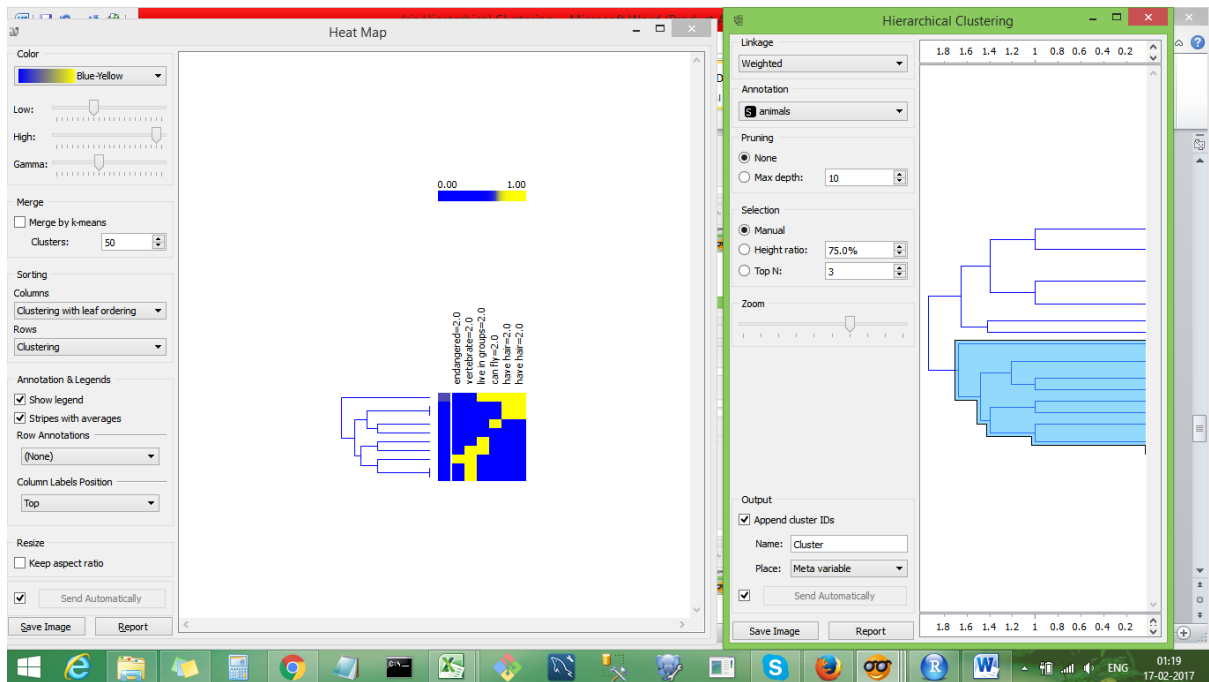 Heat Map
Color
Blue-Yellow
Low:
High:
Gamma:
Merge
Merge by k-means
Clusters: 50
Sorting
Columns
Clustering with leaf ordering
Rows
Clustering
Annotation & Legends
Show legend
Stripes with averages
Row Annotations
(None)
Column Labels Position
Top
Resize
Keep aspect ratio
Send Automatically
Save Image Report
0.00 1.00
endangered=2.0
vertebrate=2.0
live in groups=2.0
can fly=2.0
have hair=2.0
have hair=2.0
Hierarchical Clustering
Linkage
Weighted
Annotation
S animals
Pruning
None
Max depth: 10
Selection
Manual
Height ratio: 75.0%
Top N: 3
Zoom
Output
Append cluster IDs
Name: Cluster
Place: Meta variable
Send Automatically
Save Image Report
1.8 1.6 1.4 1.2 1 0.8 0.6 0.4 0.2
1.8 1.6 1.4 1.2 1 0.8 0.6 0.4 0.2
ENG
01:19
17-02-2017